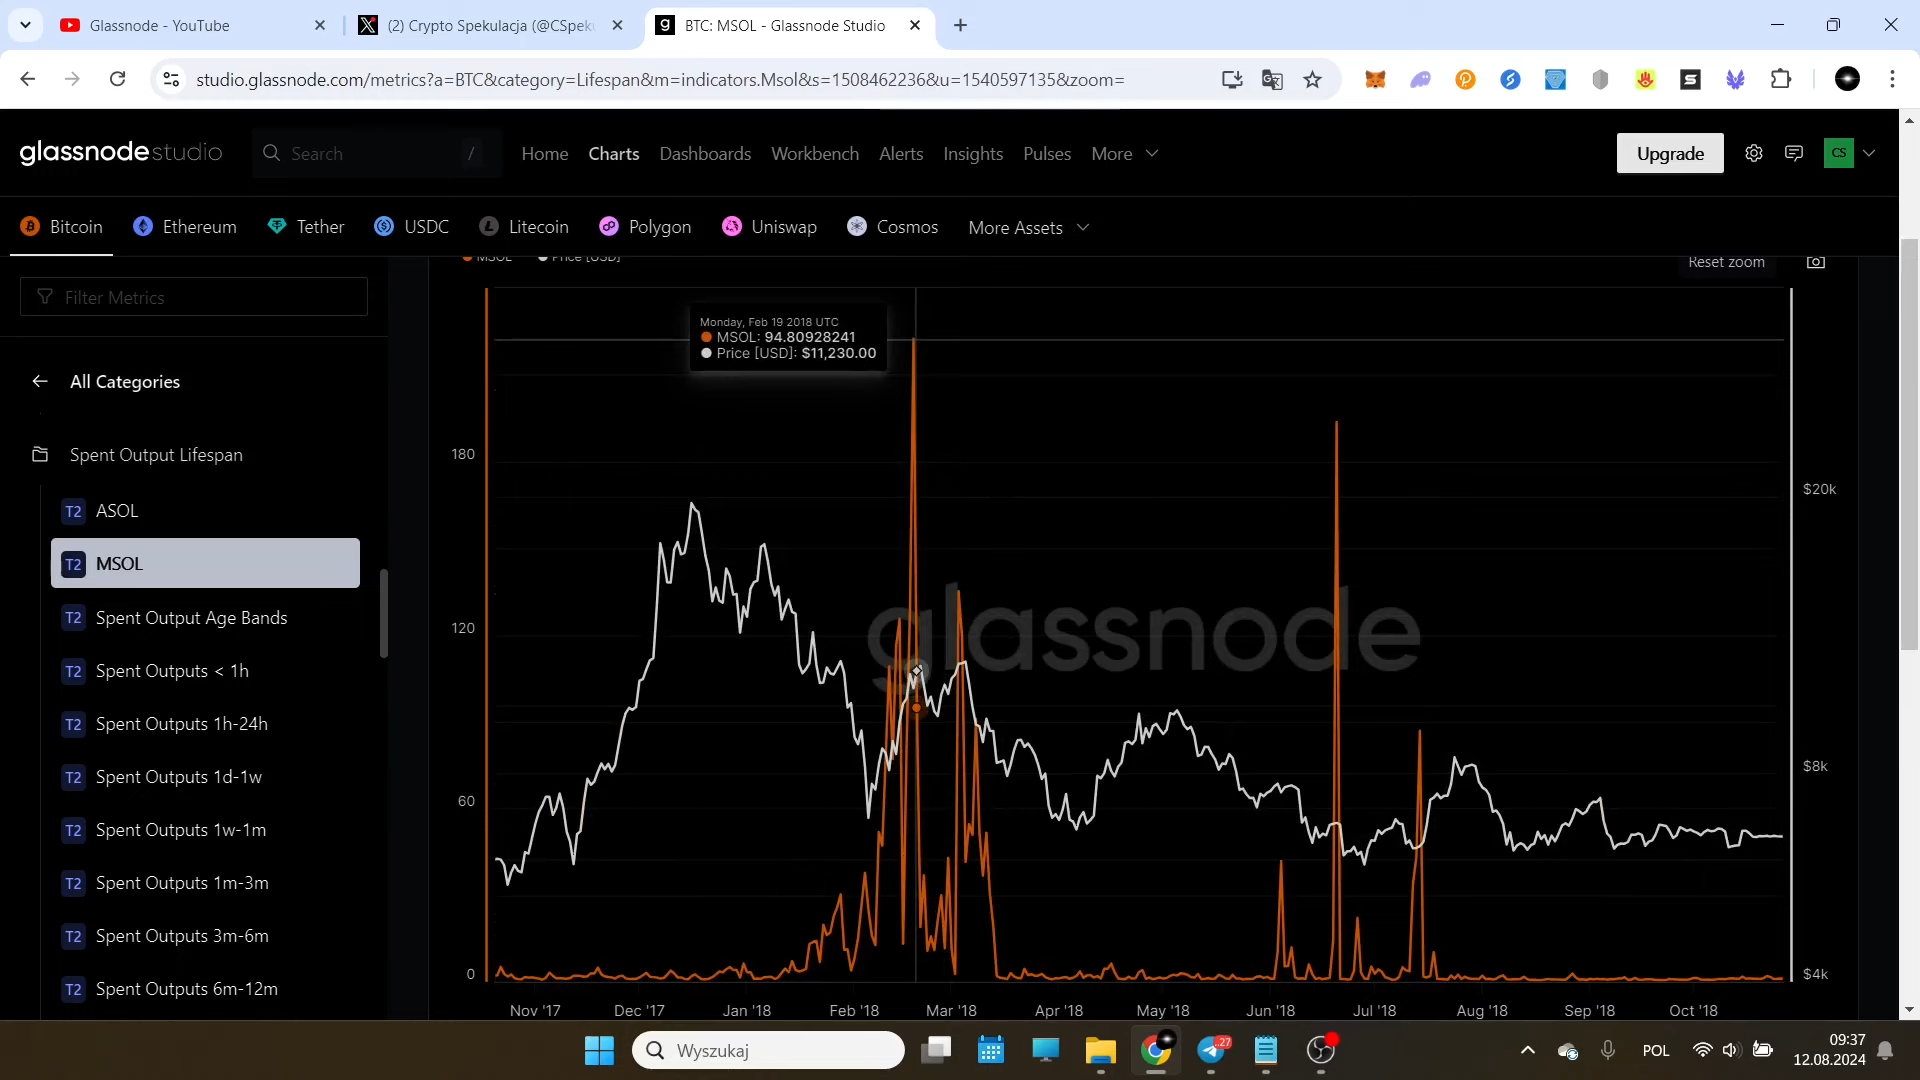 Glassnode - YouTube
(2) Crypto Spekulacja (@CSpek
BTC: MSOL - Glassnode Studio
studio.glassnode.com/metrics?a=BTC&category=Lifespan&m=indicators.Msol&s=1508462236&u=1540597135&zoom=
glassnodestudio
Search
/
Home
Charts
Dashboards
Workbench
Alerts
Insights
Pulses
More
Upgrade
CS
Bitcoin
Ethereum
Tether
USDC
Litecoin
Polygon
Uniswap
Cosmos
More Assets
Filter Metrics
All Categories
Spent Output Lifespan
T2 ASOL
T2 MSOL
T2 Spent Output Age Bands
T2 Spent Outputs < 1h
T2 Spent Outputs 1h-24h
T2 Spent Outputs 1d-1w
T2 Spent Outputs 1w-1m
T2 Spent Outputs 1m-3m
T2 Spent Outputs 3m-6m
T2 Spent Outputs 6m-12m
MSOL
Price [USD]
Reset zoom
Monday, Feb 19 2018 UTC
MSOL: 94.80928241
Price [USD]: $11,230.00
glassnode
180
120
60
0
$20k
$8k
$4k
Nov '17
Dec '17
Jan '18
Feb '18
Mar '18
Apr '18
May '18
Jun '18
Jul '18
Aug '18
Sep '18
Oct '18
Wyszukaj
27
POL
09:37
12.08.2024